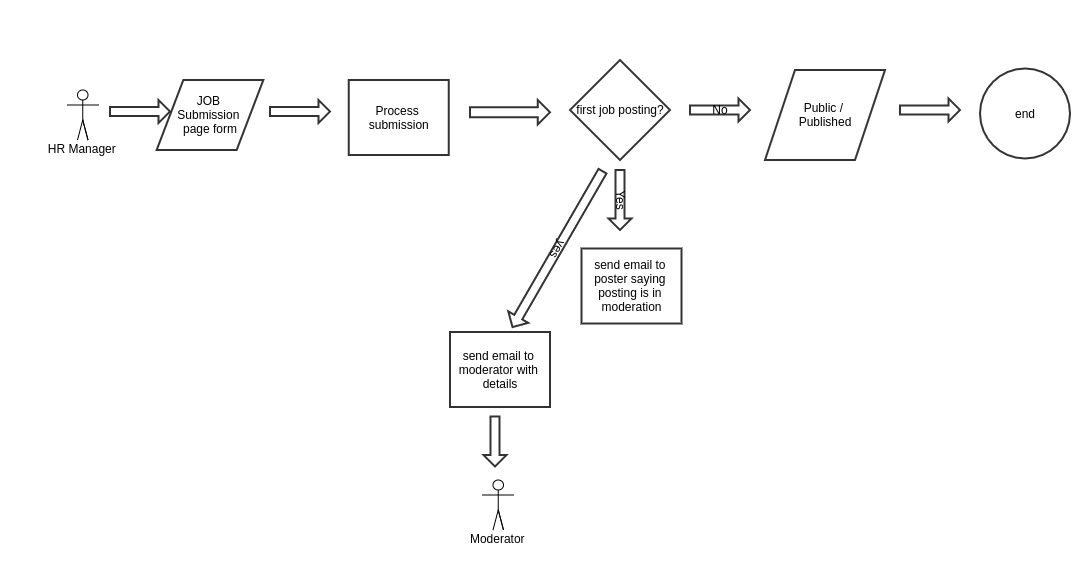 HR Manager
JOB
Submission
page form
Process
submission
first job posting?
No
Public /
Published
end
Yes
Yes
send email to
poster saying
posting is in
moderation
send email to
moderator with
details
Moderator